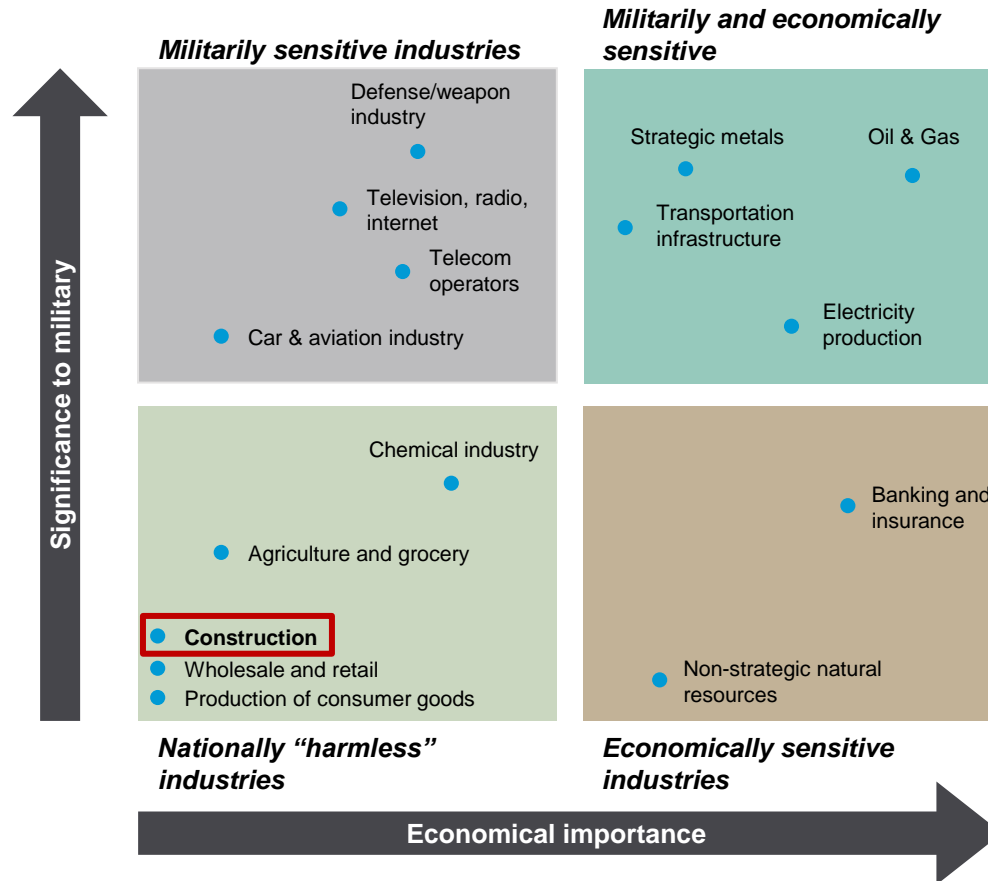 Militarily sensitive industries
Militarily and economically
sensitive
Defense/weapon
industry
Television, radio,
internet
Telecom
operators
Car & aviation industry
Strategic metals
Oil & Gas
Transportation
infrastructure
Electricity
production
Significance to military
Chemical industry
Agriculture and grocery
Construction
Wholesale and retail
Production of consumer goods
Banking and
insurance
Non-strategic natural
resources
Nationally “harmless”
industries
Economically sensitive
industries
Economical importance